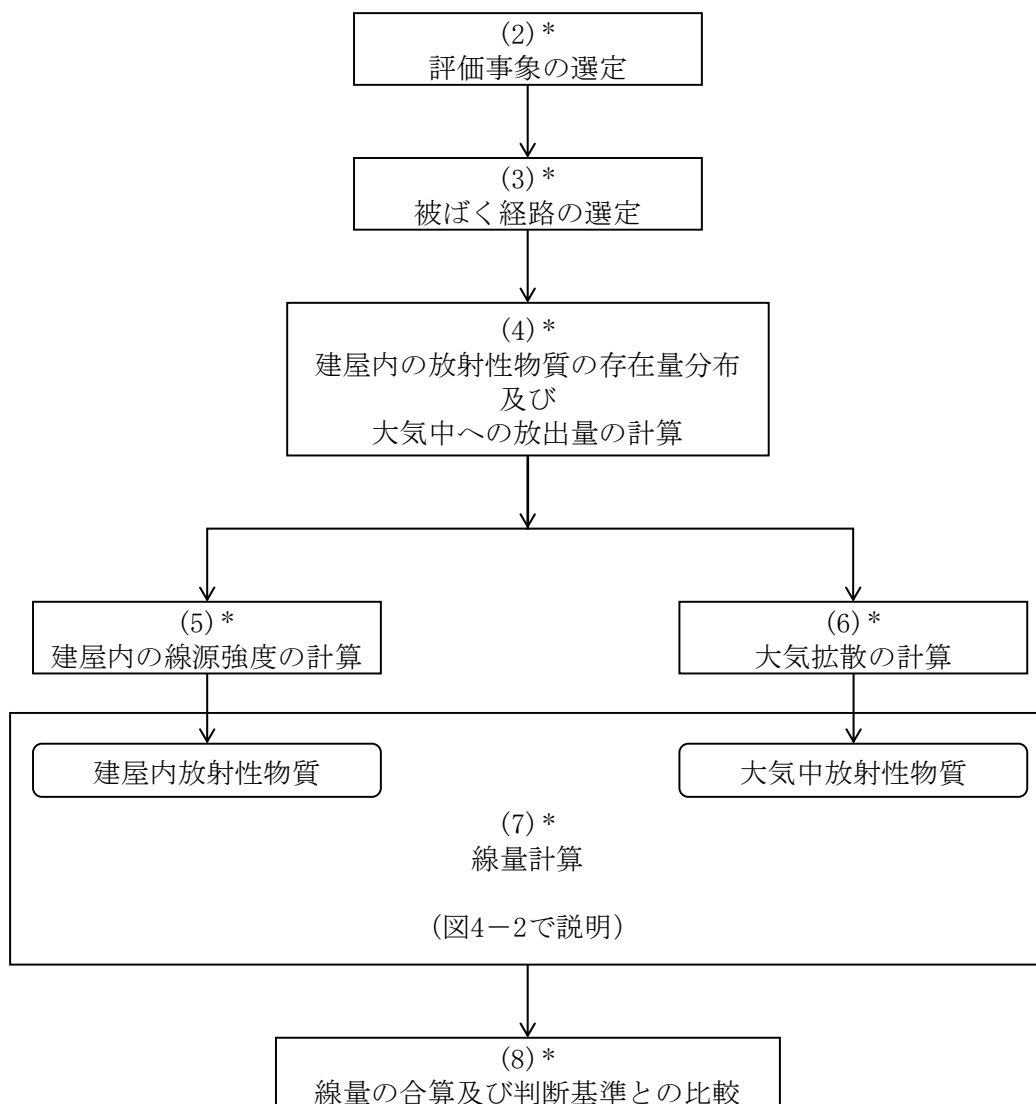 (2)*
評価事象の選定
(3)*
被ばく経路の選定
(4)*
建屋内の放射性物質の存在量分布
及び
大気中への放出量の計算
(5)*
建屋内の線源強度の計算
(6)*
大気拡散の計算
建屋内放射性物質
大気中放射性物質
(7)*
線量計算
(図4-2で説明)
(8)*
線量の合算及び判断基準との比較